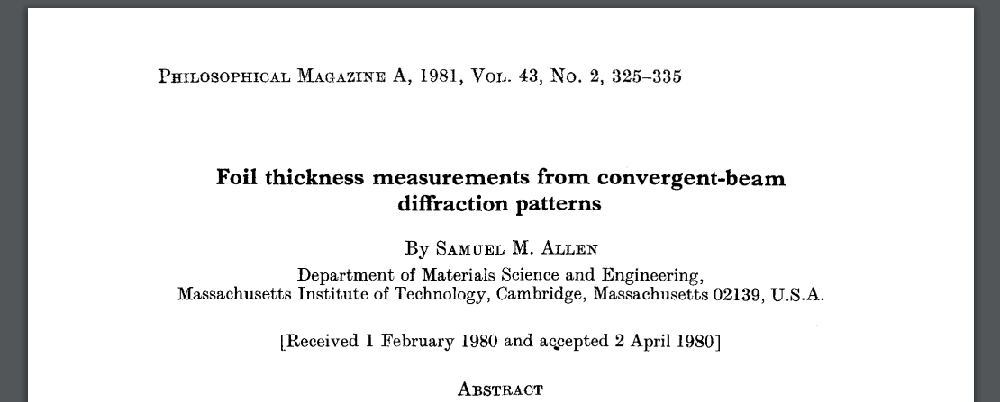 PHILOSOPHICAL MAGAZINE A, 1981, VOL. 43, No. 2, 325–335
Foil thickness measurements from convergent-beam
diffraction patterns
By SAMUEL M. ALLEN
Department of Materials Science and Engineering,
Massachusetts Institute of Technology, Cambridge, Massachusetts 02139, U.S.A.
[Received 1 February 1980 and accepted 2 April 1980]
ABSTRACT